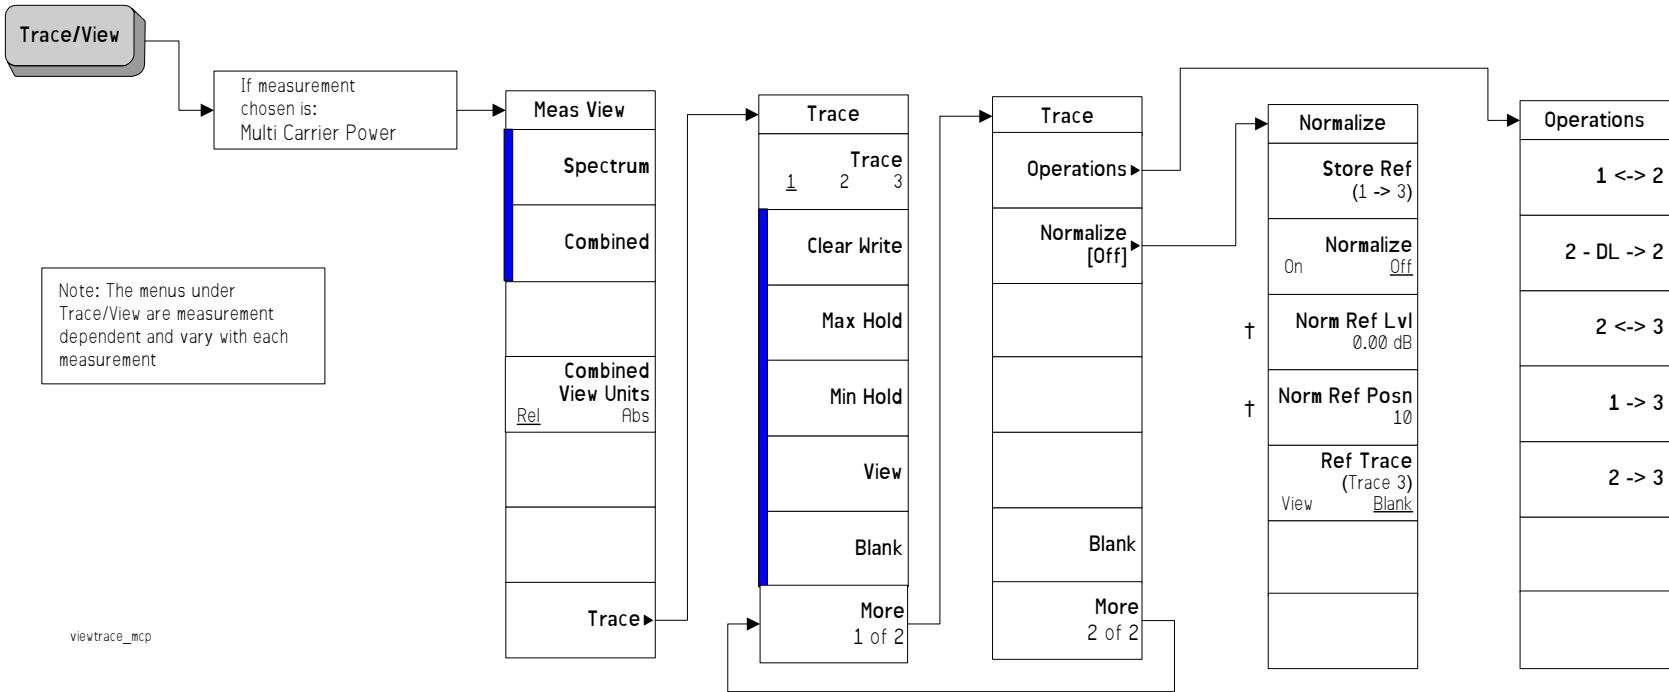 Trace/View
If measurement
chosen is:
Multi Carrier Power
Note: The menus under
Trace/View are measurement
dependent and vary with each
measurement
viewtrace_mcp
Meas View
Spectrum
Combined
Combined
View Units
Rel Abs
Trace
Trace
Trace
1 2 3
Clear Write
Max Hold
Min Hold
View
Blank
More
1 of 2
Trace
Operations
Normalize
[Off]
Blank
More
2 of 2
Normalize
Store Ref
(1 -> 3)
Normalize
On Off
† Norm Ref Lvl
0.00 dB
† Norm Ref Posn
10
Ref Trace
(Trace 3)
View Blank
Operations
1 <-> 2
2 - DL -> 2
2 <-> 3
1 -> 3
2 -> 3